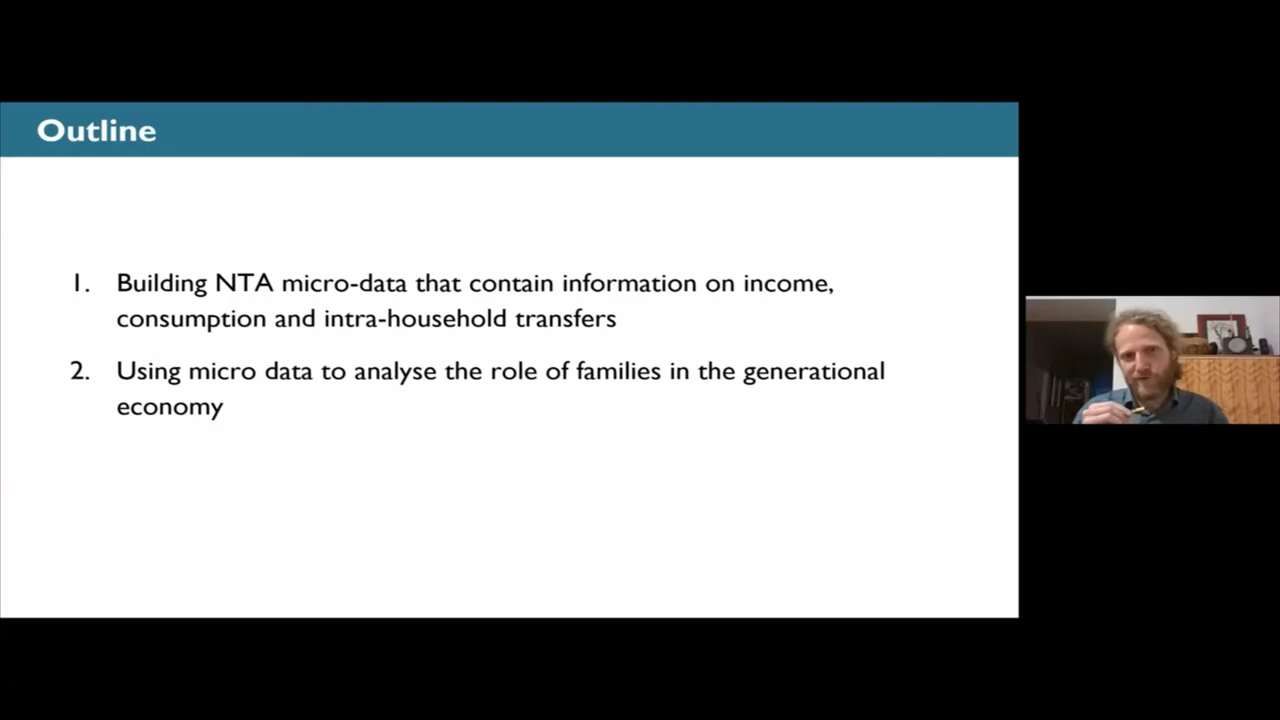 Outline
1. Building NTA micro-data that contain information on income,
consumption and intra-household transfers
2. Using micro data to analyse the role of families in the generational
economy